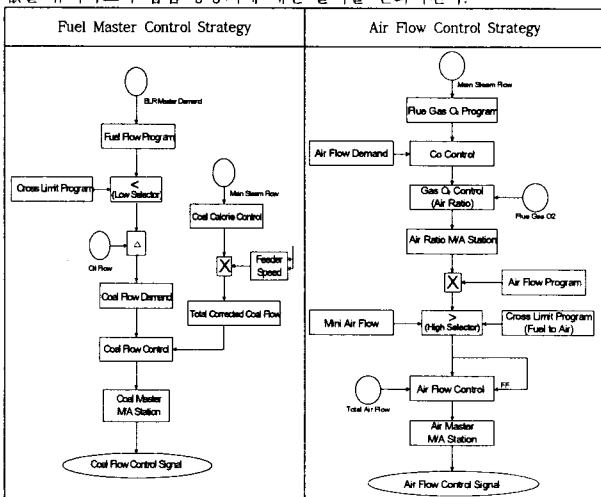 Fuel Master Control Strategy
Air Flow Control Strategy
BLR Master Demand
Fuel Flow Program
Cross Limit Program
<
(Low Selector)
Main Steam Flow
Coal Calorie Control
Oil Flow
△
X
Feeder
Speed
Coal Flow Demand
Total Corrected Coal Flow
Coal Flow Control
Coal Master
M/A Station
Coal Flow Control Signal
Main Steam Flow
Flue Gas O₂ Program
Air Flow Demand
Co Control
Gas O₂ Control
(Air Ratio)
Flue Gas O2
Air Ratio M/A Station
X
Air Flow Program
Mini Air Flow
>
(High Selector)
Cross Limit Program
(Fuel to Air)
FF
Total Air Flow
Air Flow Control
Air Master
M/A Station
Air Flow Control Signal